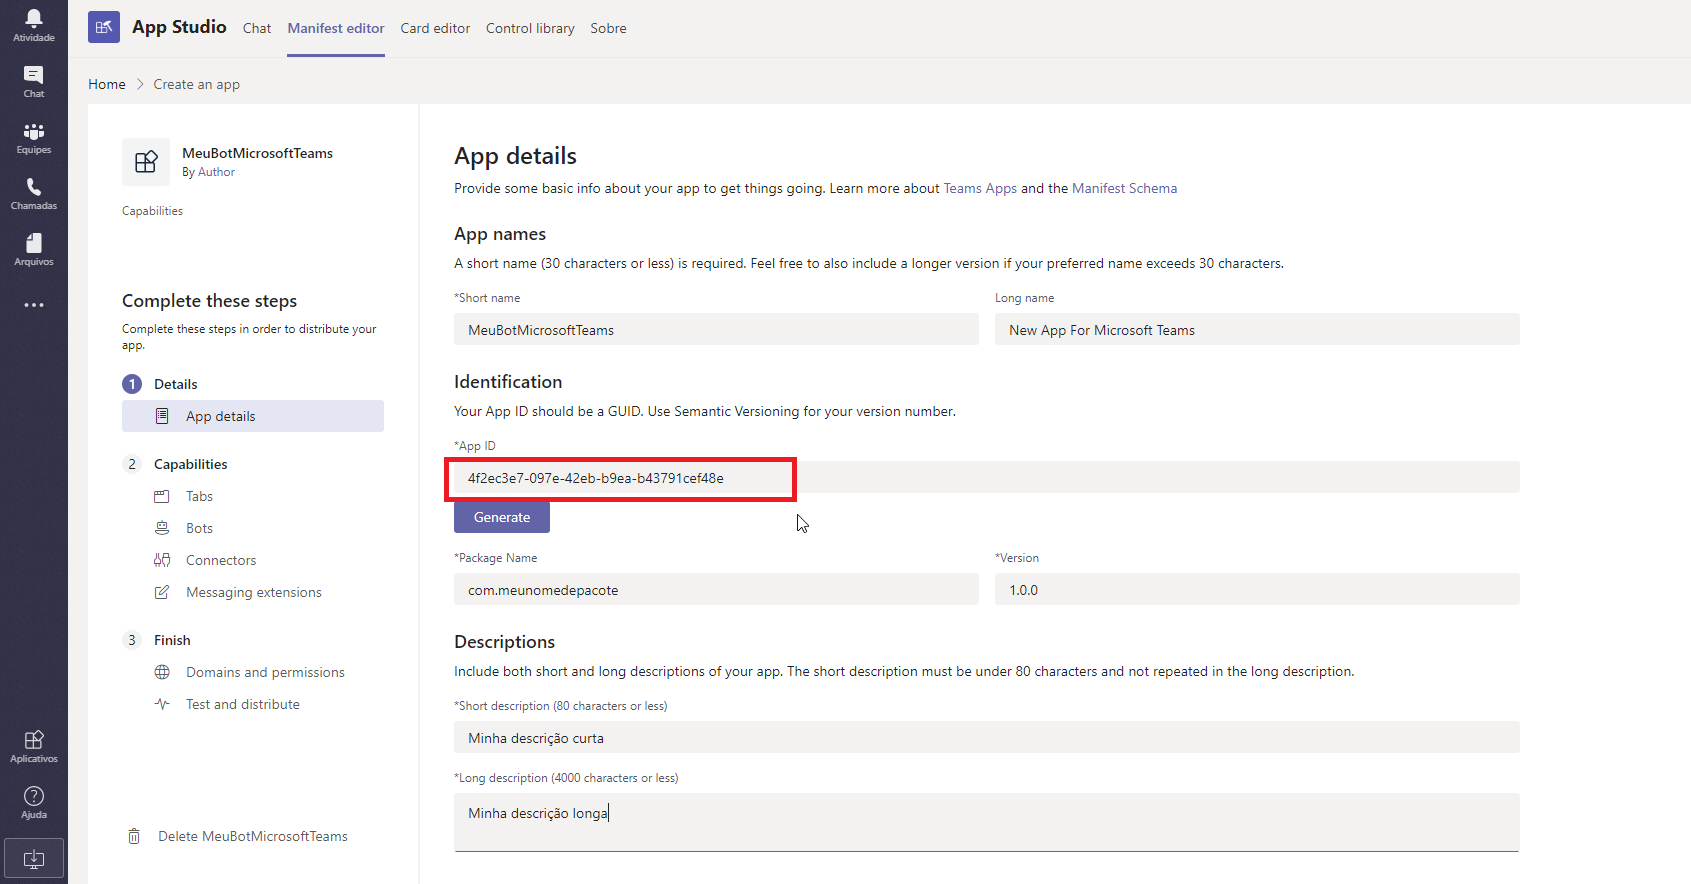 Atividade
Chat
Equipes
Chamadas
Arquivos
Aplicativos
Ajuda
App Studio
Chat
Manifest editor
Card editor
Control library
Sobre
Home > Create an app
MeuBotMicrosoftTeams
By Author
Capabilities
Complete these steps
Complete these steps in order to distribute your
app.
1 Details
App details
2 Capabilities
Tabs
Bots
Connectors
Messaging extensions
3 Finish
Domains and permissions
Test and distribute
Delete MeuBotMicrosoftTeams
App details
Provide some basic info about your app to get things going. Learn more about Teams Apps and the Manifest Schema
App names
A short name (30 characters or less) is required. Feel free to also include a longer version if your preferred name exceeds 30 characters.
*Short name
MeuBotMicrosoftTeams
Long name
New App For Microsoft Teams
Identification
Your App ID should be a GUID. Use Semantic Versioning for your version number.
*App ID
4f2ec3e7-097e-42eb-b9ea-b43791cef48e
Generate
*Package Name
com.meunomedepacote
*Version
1.0.0
Descriptions
Include both short and long descriptions of your app. The short description must be under 80 characters and not repeated in the long description.
*Short description (80 characters or less)
Minha descrição curta
*Long description (4000 characters or less)
Minha descrição longa